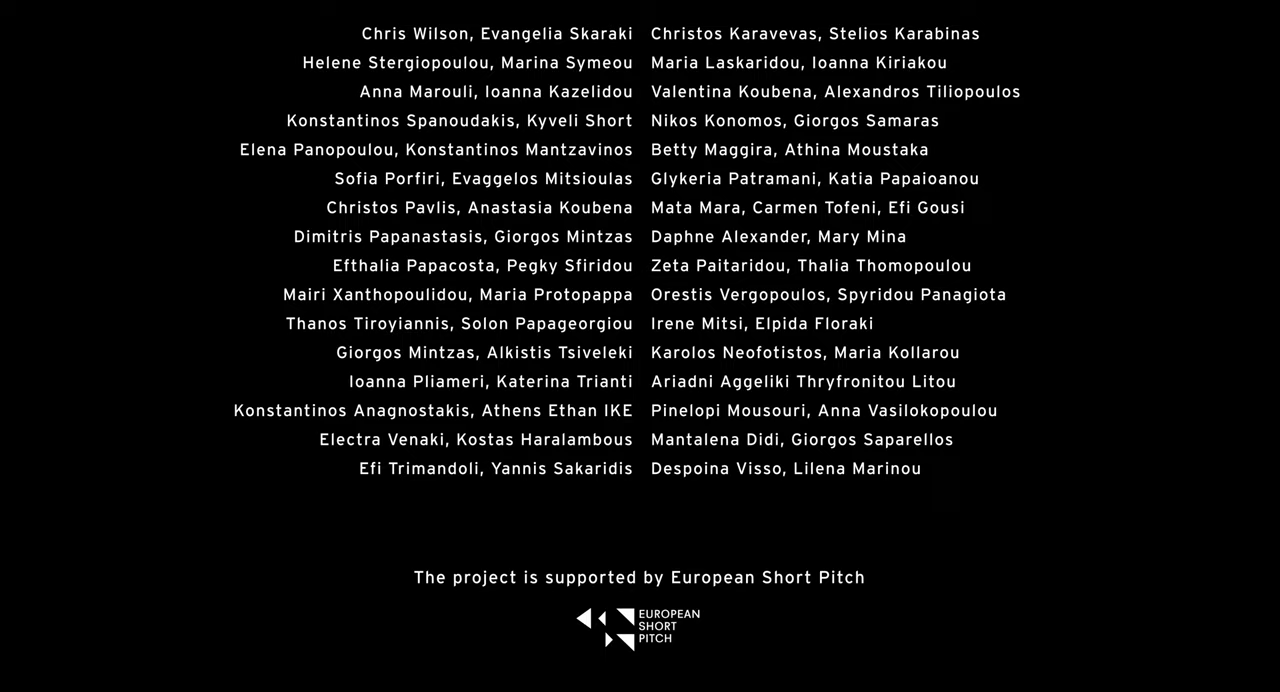 Chris Wilson, Evangelia Skaraki Christos Karavevas, Stelios Karabinas
Helene Stergiopoulou, Marina Symeou Maria Laskaridou, Ioanna Kiriakou
Anna Marouli, Ioanna Kazelidou Valentina Koubena, Alexandros Tiliopoulos
Konstantinos Spanoudakis, Kyveli Short Nikos Konomos, Giorgos Samaras
Elena Panopoulou, Konstantinos Mantzavinos Betty Maggira, Athina Moustaka
Sofia Porfiri, Evaggelos Mitsioulas Glykeria Patramani, Katia Papaioanou
Christos Pavlis, Anastasia Koubena Mata Mara, Carmen Tofeni, Efi Gousi
Dimitris Papanastasis, Giorgos Mintzas Daphne Alexander, Mary Mina
Efthalia Papacosta, Pegky Sfiridou Zeta Paitaridou, Thalia Thomopoulou
Mairi Xanthopoulidou, Maria Protopappa Orestis Vergopoulos, Spyridou Panagiota
Thanos Tiroyiannis, Solon Papageorgiou Irene Mitsi, Elpida Floraki
Giorgos Mintzas, Alkistis Tsiveleki Karolos Neofotistos, Maria Kollarou
Ioanna Pliameri, Katerina Trianti Ariadni Aggeliki Thryfronitou Litou
Konstantinos Anagnostakis, Athens Ethan IKE Pinelopi Mousouri, Anna Vasilokopoulou
Electra Venaki, Kostas Haralambous Mantalena Didi, Giorgos Saparellos
Efi Trimandoli, Yannis Sakaridis Despoina Visso, Lilena Marinou
The project is supported by European Short Pitch
EUROPEAN
SHORT
PITCH